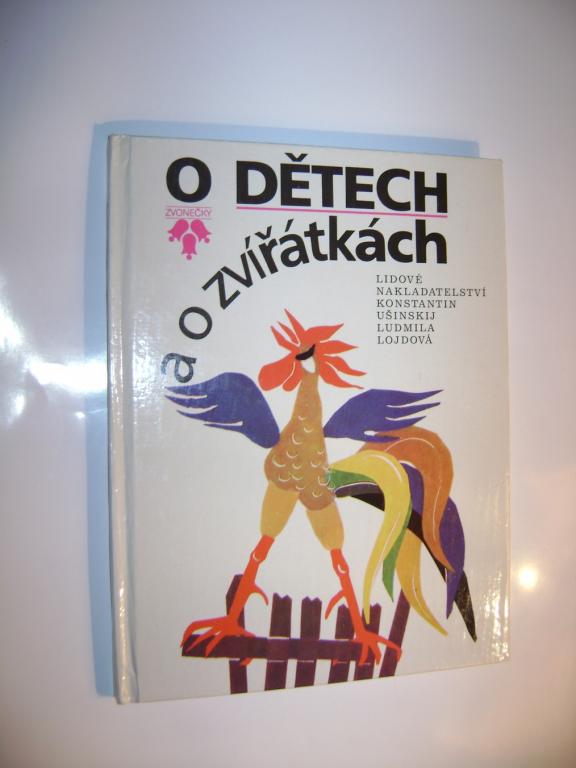 O DĚTECH
ZVONEČKY
a o zvířátkách
LIDOVÉ
NAKLADATELSTVÍ
KONSTANTIN
UŠINSKIJ
LUDMILA
LOJDOVÁ